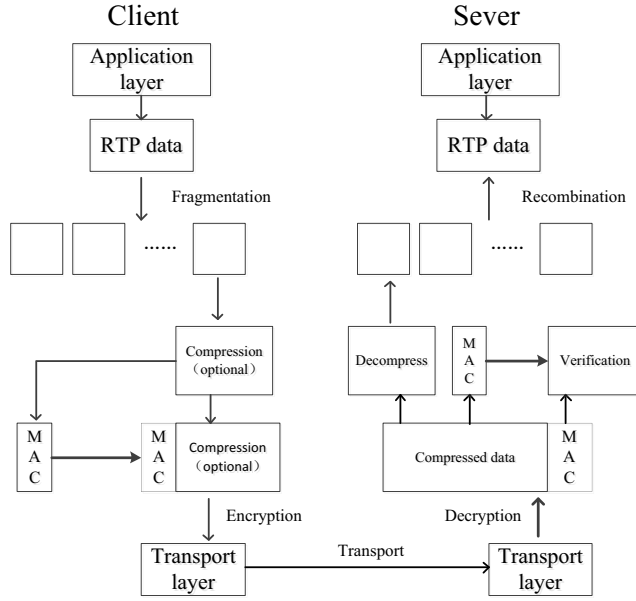 Client
Application
layer
RTP data
Fragmentation
......
Compression
（optional）
M
A
C
M
A
C
Compression
（optional）
Encryption
Transport
layer
Transport
Sever
Application
layer
RTP data
Recombination
......
Decompress
M
A
C
Verification
Compressed data
M
A
C
Decryption
Transport
layer